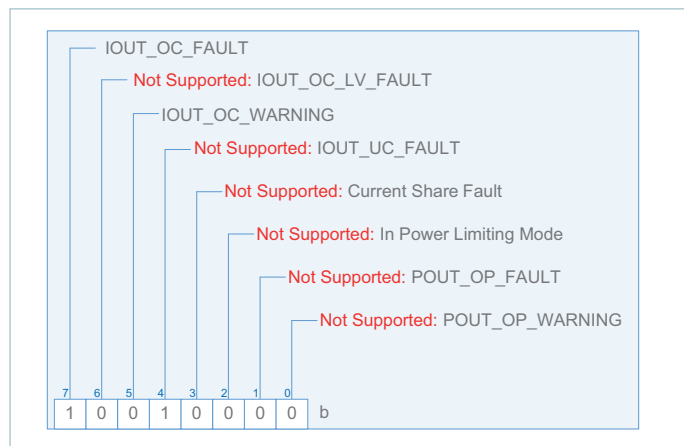 IOUT_OC_FAULT
Not Supported: IOUT_OC_LV_FAULT
IOUT_OC_WARNING
Not Supported: IOUT_UC_FAULT
Not Supported: Current Share Fault
Not Supported: In Power Limiting Mode
Not Supported: POUT_OP_FAULT
Not Supported: POUT_OP_WARNING
7 6 5 4 3 2 1 0
1 0 0 1 0 0 0 0 b